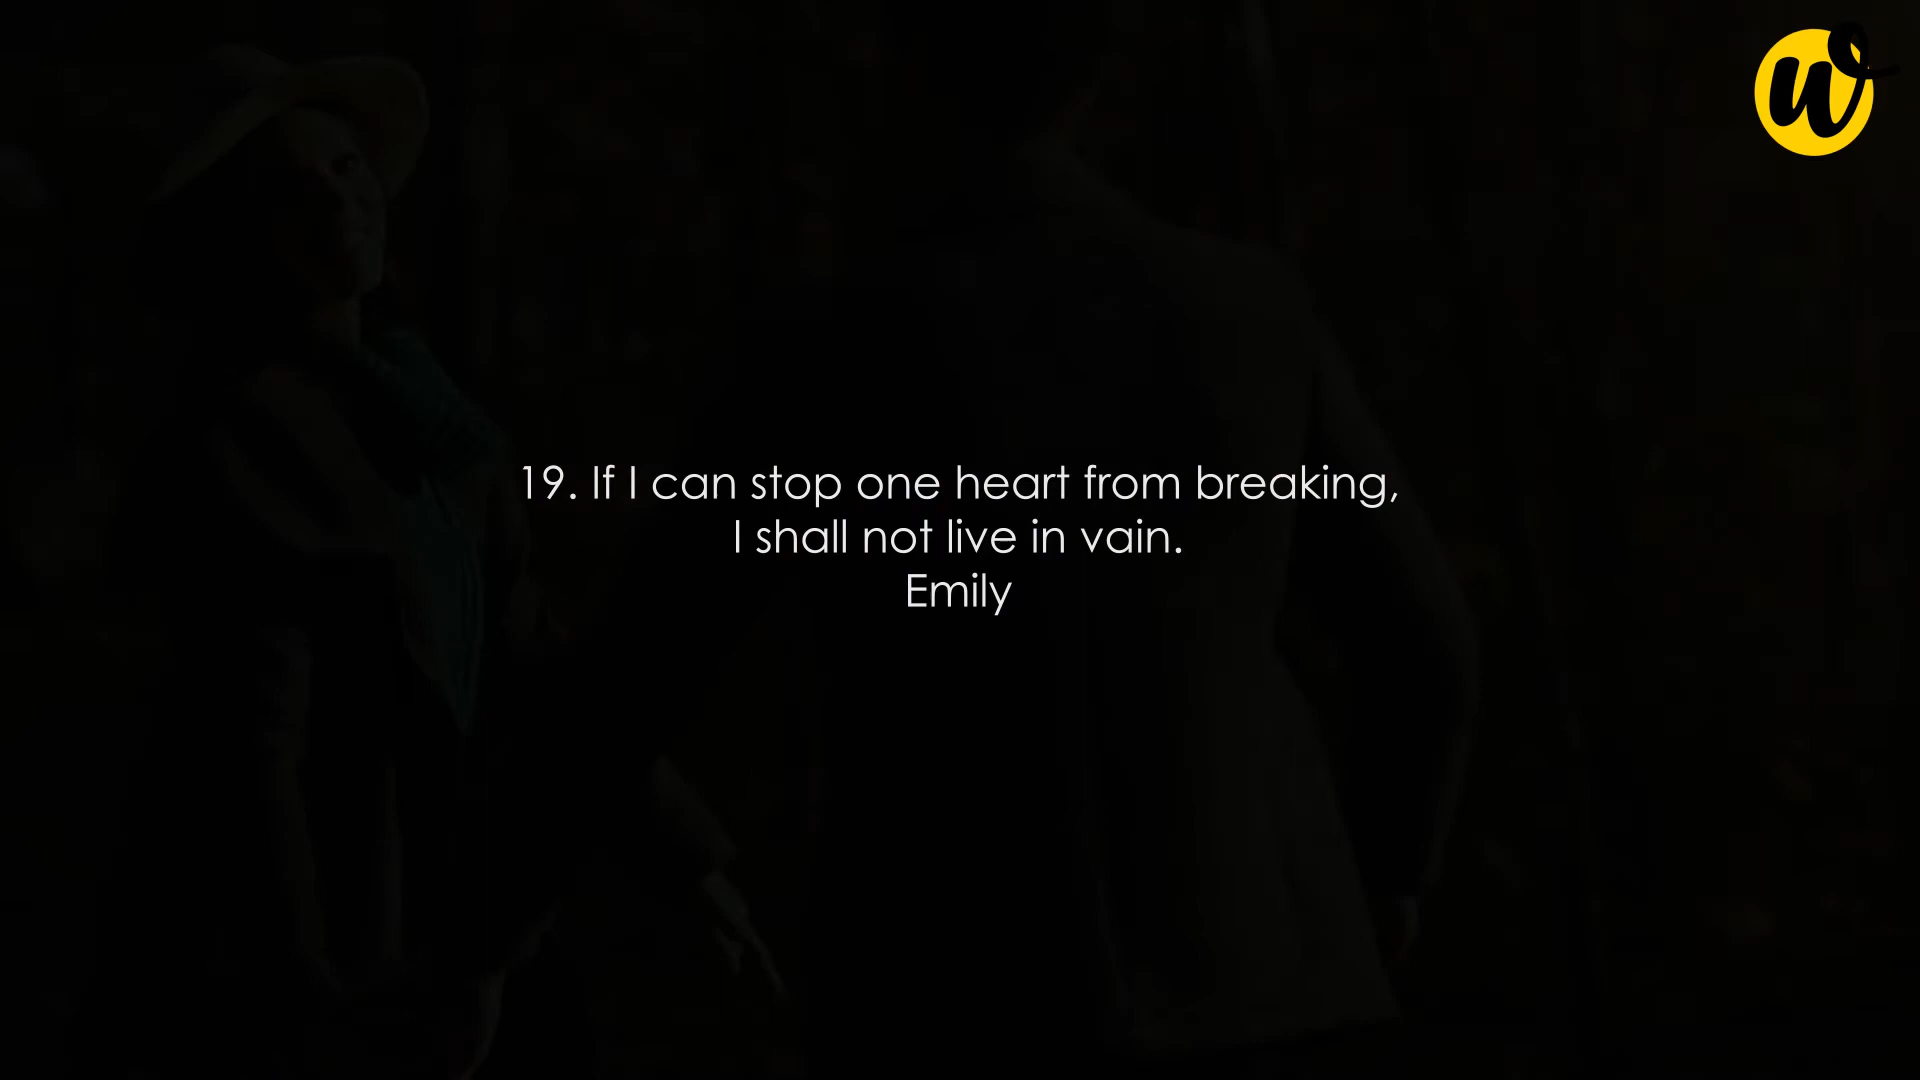 W
19. If I can stop one heart from breaking,
I shall not live in vain.
Emily